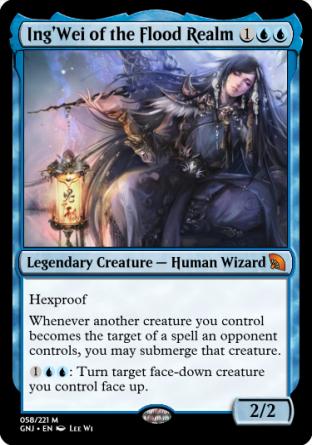 Ing'Wei of the Flood Realm 1
Legendary Creature — Human Wizard
Hexproof
Whenever another creature you control
becomes the target of a spell an opponent
controls, you may submerge that creature.
1: Turn target face-down creature
you control face up.
2/2
058/221 M
GNJ • EN Lee Wi